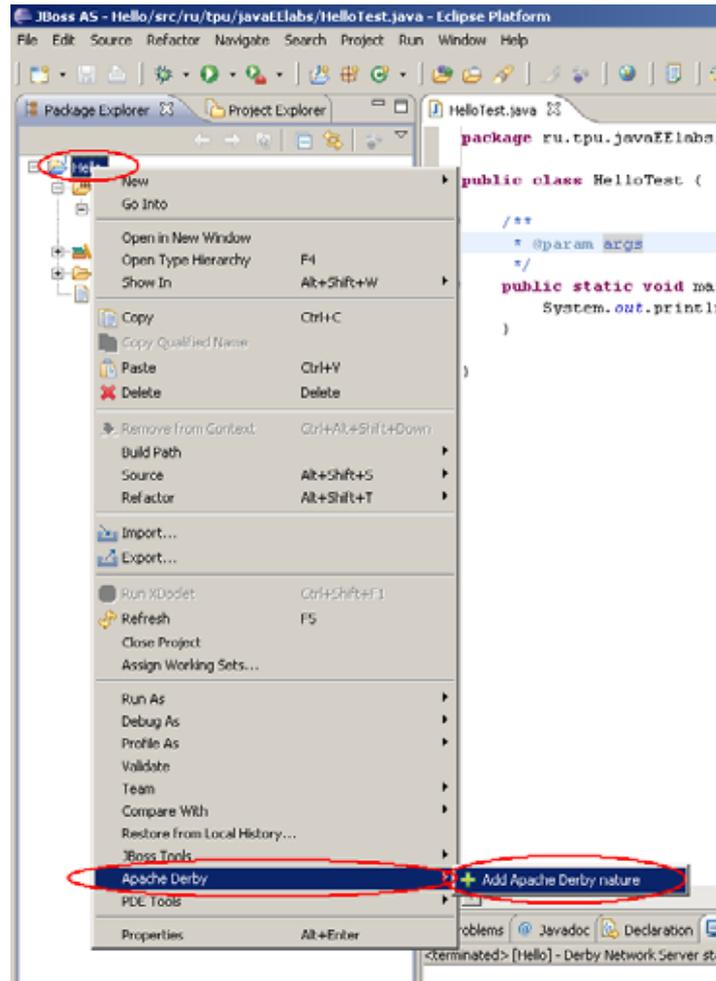 JBoss AS - Hello/src/ru/tpu/javaEElabs/HelloTest.java - Eclipse Platform
File Edit Source Refactor Navigate Search Project Run Window Help
Package Explorer Project Explorer HelloTest.java
package ru.tpu.javaEElabs
Hello
public class HelloTest {
New
Go Into
/**
* @param args
*/
Open in New Window
Open Type Hierarchy F4
Show In Alt+Shift+W
public static void ma
System.out.printl
}
}
Copy Ctrl+C
Copy Qualified Name
Paste Ctrl+V
Delete Delete
Remove from Context Ctrl+Alt+Shift+Down
Build Path
Source Alt+Shift+S
Refactor Alt+Shift+T
Import...
Export...
Run XDoclet Ctrl+Shift+F1
Refresh F5
Close Project
Assign Working Sets...
Run As
Debug As
Profile As
Validate
Team
Compare With
Restore from Local History...
JBoss Tools
Apache Derby Add Apache Derby nature
PDE Tools
Properties Alt+Enter
roblems Javadoc Declaration
<terminated> [Hello] - Derby Network Server st